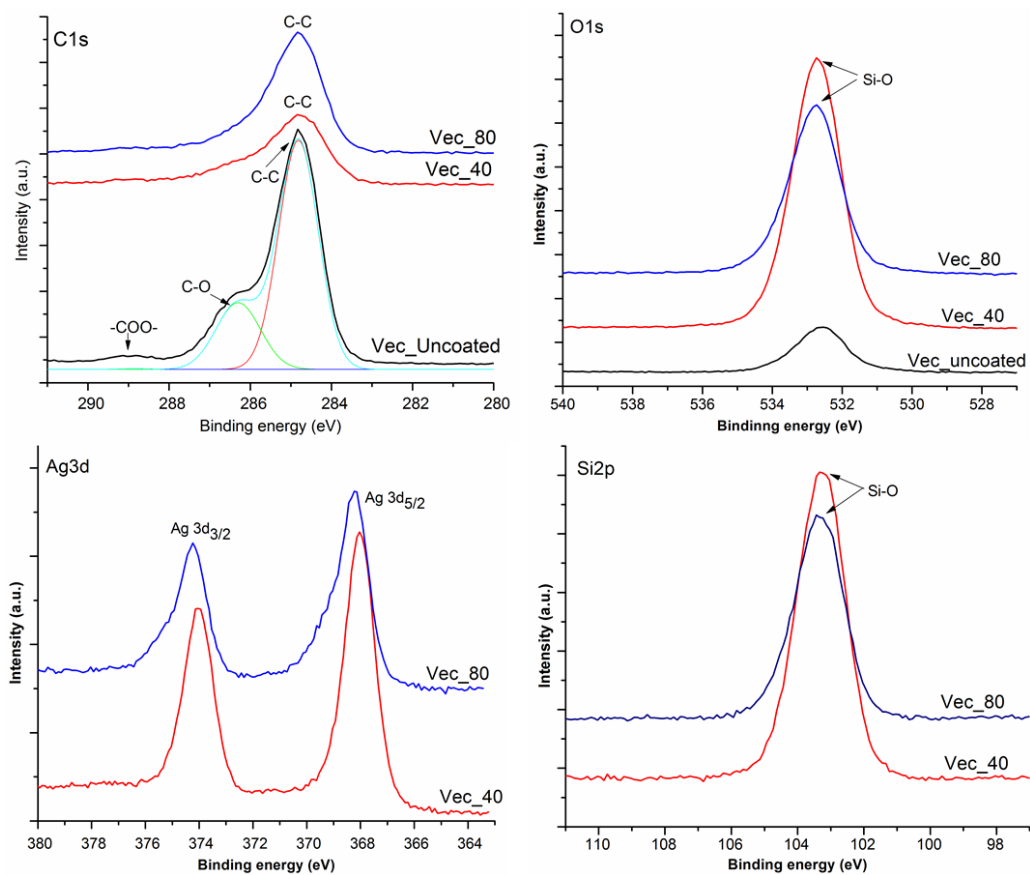 C1s
C-C
C-C
Vec_80
Vec_40
C-C
C-O
-COO-
Vec_Uncoated
Intensity (a.u.)
290 288 286 284 282 280
Binding energy (eV)
O1s
Si-O
Vec_80
Vec_40
Vec_uncoated
Intensity (a.u.)
540 538 536 534 532 530 528
Bindinng energy (eV)
Ag3d
Ag 3d3/2
Ag 3d5/2
Vec_80
Vec_40
Intensity (a.u.)
380 378 376 374 372 370 368 366 364
Binding energy (eV)
Si2p
Si-O
Vec_80
Vec_40
Intensity (a.u.)
110 108 106 104 102 100 98
Binding energy (eV)